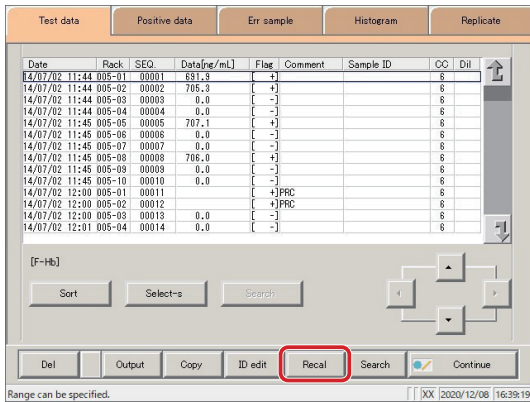 Test data Positive data Err sample Histogram Replicate
Date Rack SEQ. Data[ng/mL] Flag Comment Sample ID CC Dil
14/07/02 11:44 005-01 00001 691.9 [ +] 6
14/07/02 11:44 005-02 00002 705.3 [ +] 6
14/07/02 11:44 005-03 00003 0.0 [ -] 6
14/07/02 11:44 005-04 00004 0.0 [ -] 6
14/07/02 11:45 005-05 00005 707.1 [ +] 6
14/07/02 11:45 005-06 00006 0.0 [ -] 6
14/07/02 11:45 005-07 00007 0.0 [ -] 6
14/07/02 11:45 005-08 00008 706.0 [ +] 6
14/07/02 11:45 005-09 00009 0.0 [ -] 6
14/07/02 11:45 005-10 00010 0.0 [ -] 6
14/07/02 12:00 005-01 00011 [ +]PRC 6
14/07/02 12:00 005-02 00012 [ +]PRC 6
14/07/02 12:00 005-03 00013 0.0 [ -] 6
14/07/02 12:01 005-04 00014 0.0 [ -] 6
[F-Hb]
Sort Select-s Search
Del Output Copy ID edit Recal Search Continue
Range can be specified. XX 2020/12/08 16:39:19